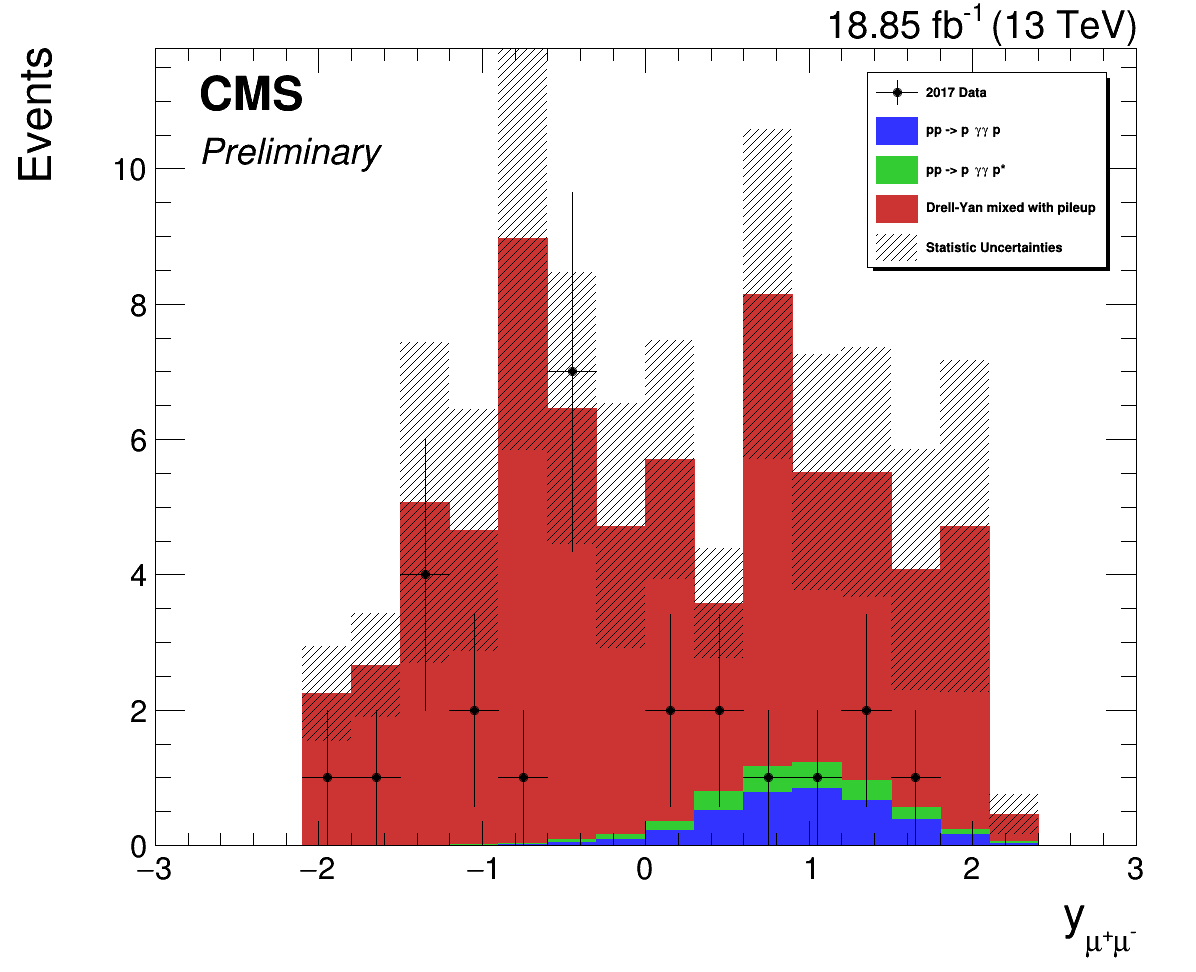 18.85 fb⁻¹ (13 TeV)
Events
CMS
Preliminary
2017 Data
pp -> p γγ p
pp -> p γγ p*
Drell-Yan mixed with pileup
Statistic Uncertainties
10
8
6
4
2
0
−3 −2 −1 0 1 2 3
y_μ⁺μ⁻